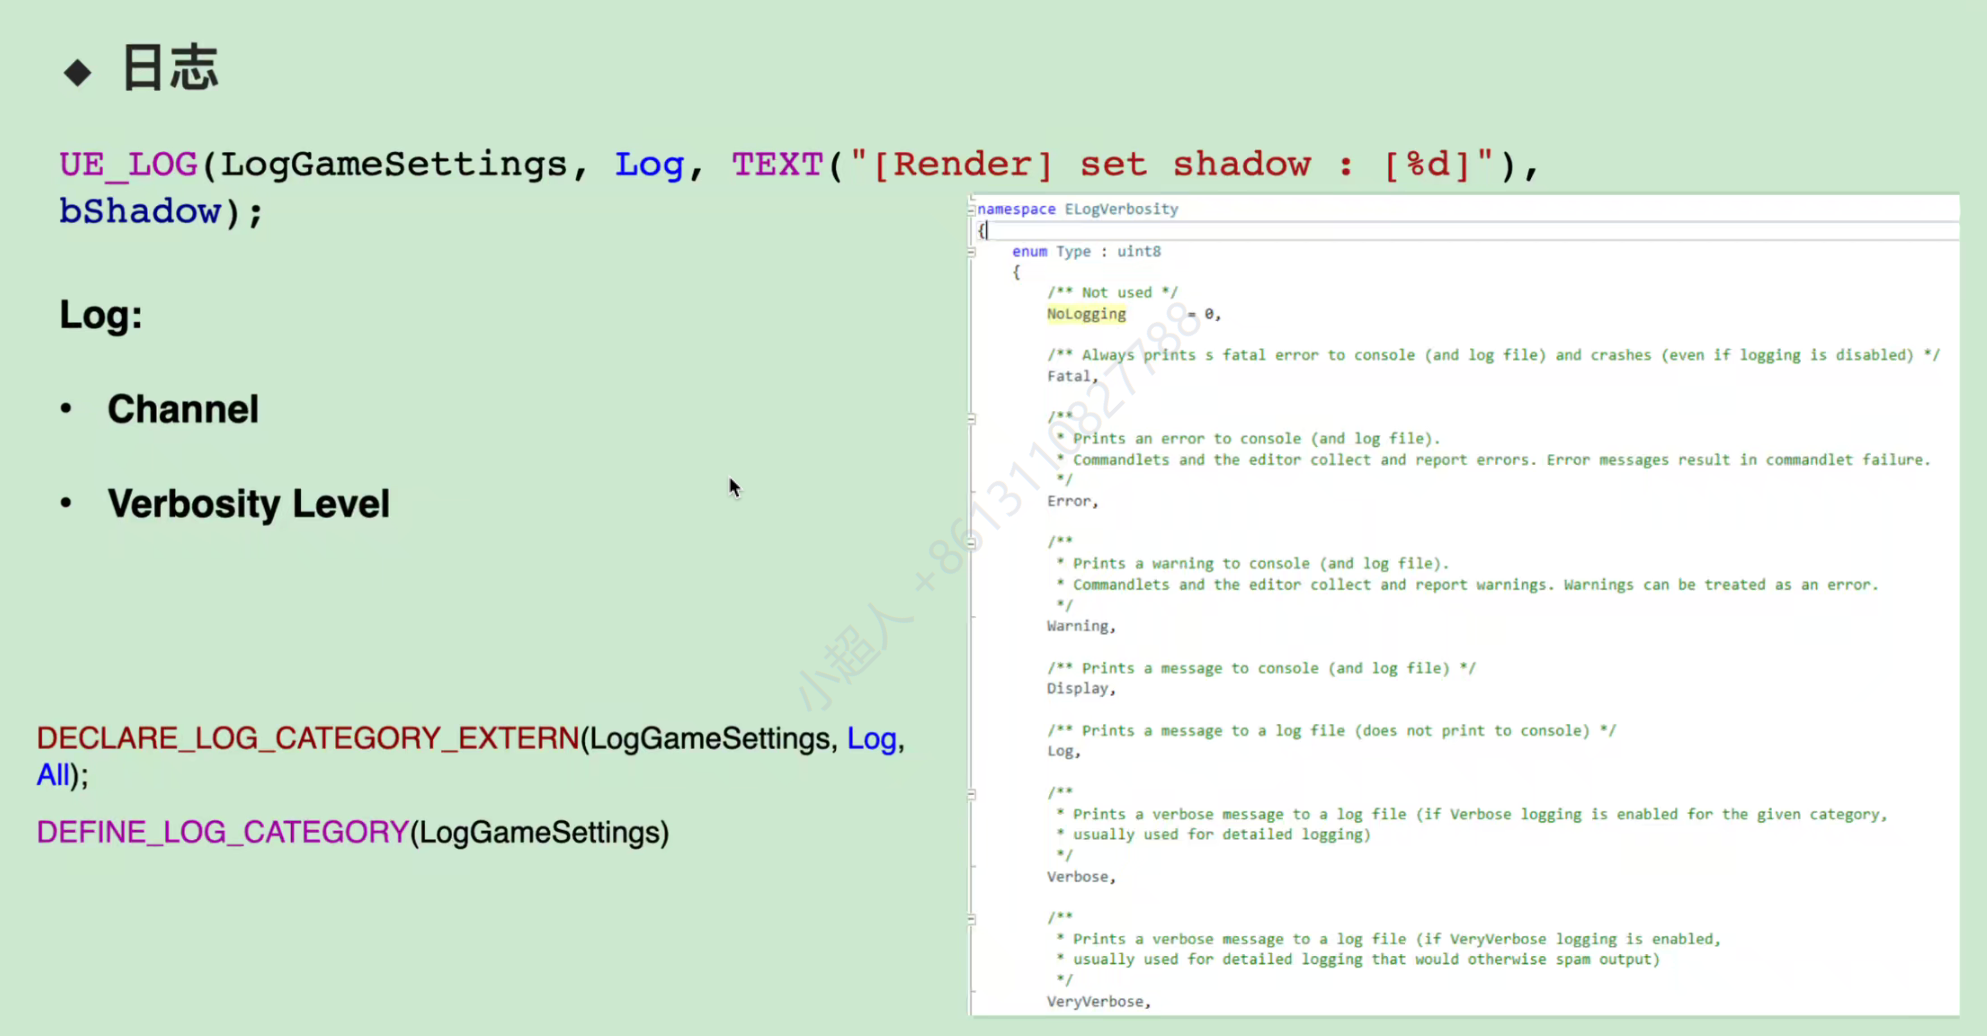 ◆ 日志
UE_LOG(LogGameSettings, Log, TEXT("[Render] set shadow : [%d]"),
bShadow);
Log:
• Channel
• Verbosity Level
DECLARE_LOG_CATEGORY_EXTERN(LogGameSettings, Log,
All);
DEFINE_LOG_CATEGORY(LogGameSettings)
namespace ELogVerbosity
{
enum Type : uint8
{
/** Not used */
NoLogging = 0,
/** Always prints s fatal error to console (and log file) and crashes (even if logging is disabled) */
Fatal,
/**
* Prints an error to console (and log file).
* Commandlets and the editor collect and report errors. Error messages result in commandlet failure.
*/
Error,
/**
* Prints a warning to console (and log file).
* Commandlets and the editor collect and report warnings. Warnings can be treated as an error.
*/
Warning,
/** Prints a message to console (and log file) */
Display,
/** Prints a message to a log file (does not print to console) */
Log,
/**
* Prints a verbose message to a log file (if Verbose logging is enabled for the given category,
* usually used for detailed logging)
*/
Verbose,
/**
* Prints a verbose message to a log file (if VeryVerbose logging is enabled,
* usually used for detailed logging that would otherwise spam output)
*/
VeryVerbose,
小超人 +8613110827788